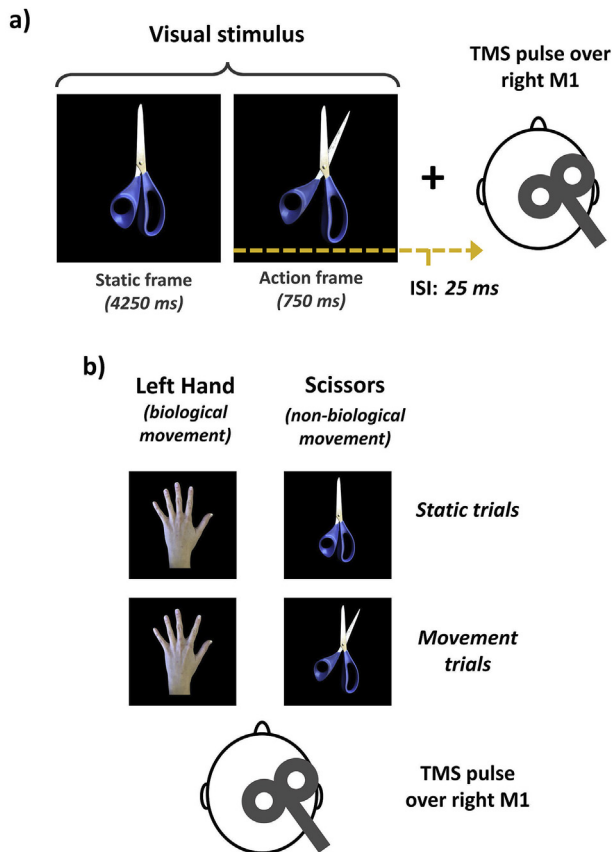 a)
Visual stimulus
TMS pulse over
right M1
+
Static frame
(4250 ms)
Action frame
(750 ms)
ISI: 25 ms
b)
Left Hand
(biological
movement)
Scissors
(non-biological
movement)
Static trials
Movement
trials
TMS pulse
over right M1